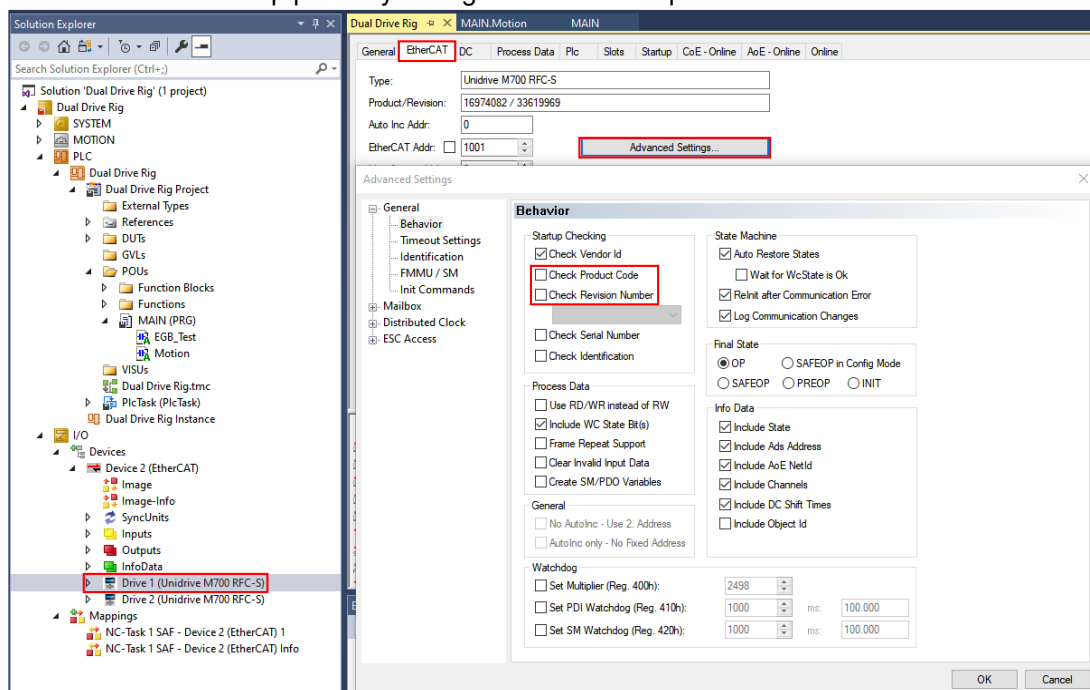 Solution Explorer
Search Solution Explorer (Ctrl+;)
Solution 'Dual Drive Rig' (1 project)
Dual Drive Rig
SYSTEM
MOTION
PLC
Dual Drive Rig
Dual Drive Rig Project
External Types
References
DUTs
GVLs
POUs
Function Blocks
Functions
MAIN (PRG)
EGB_Test
Motion
VISUs
Dual Drive Rig.tmc
PlcTask (PlcTask)
Dual Drive Rig Instance
I/O
Devices
Device 2 (EtherCAT)
Image
Image-Info
SyncUnits
Inputs
Outputs
InfoData
Drive 1 (Unidrive M700 RFC-S)
Drive 2 (Unidrive M700 RFC-S)
Mappings
NC-Task 1 SAF - Device 2 (EtherCAT) 1
NC-Task 1 SAF - Device 2 (EtherCAT) Info
Dual Drive Rig MAIN.Motion MAIN
General EtherCAT DC Process Data Plc Slots Startup CoE - Online AoE - Online Online
Type: Unidrive M700 RFC-S
Product/Revision: 16974082 / 33619969
Auto Inc Addr: 0
EtherCAT Addr: 1001 Advanced Settings...
Advanced Settings
General
Behavior
Timeout Settings
Identification
FMMU / SM
Init Commands
Mailbox
Distributed Clock
ESC Access
Behavior
Startup Checking
Check Vendor Id
Check Product Code
Check Revision Number
Check Serial Number
Check Identification
Process Data
Use RD/WR instead of RW
Include WC State Bit(s)
Frame Repeat Support
Clear Invalid Input Data
Create SM/PDO Variables
General
No AutoInc - Use 2. Address
AutoInc only - No Fixed Address
State Machine
Auto Restore States
Wait for WcState is Ok
ReInit after Communication Error
Log Communication Changes
Final State
OP SAFEOP in Config Mode
SAFEOP PREOP INIT
Info Data
Include State
Include Ads Address
Include AoE NetId
Include Channels
Include DC Shift Times
Include Object Id
Watchdog
Set Multiplier (Reg. 400h): 2498
Set PDI Watchdog (Reg. 410h): 1000 ms: 100.000
Set SM Watchdog (Reg. 420h): 1000 ms: 100.000
OK Cancel